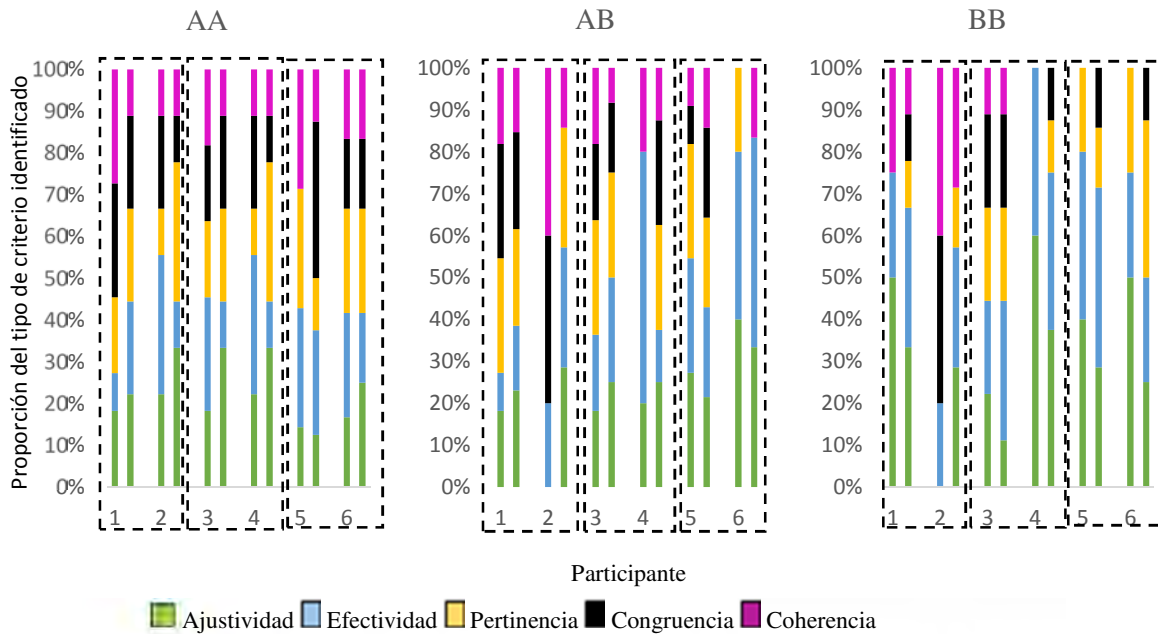 AA AB BB
Proporción del tipo de criterio identificado
100% 100% 100%
90% 90% 90%
80% 80% 80%
70% 70% 70%
60% 60% 60%
50% 50% 50%
40% 40% 40%
30% 30% 30%
20% 20% 20%
10% 10% 10%
0% 0% 0%
1 2 3 4 5 6 1 2 3 4 5 6 1 2 3 4 5 6
Participante
Ajustividad Efectividad Pertinencia Congruencia Coherencia